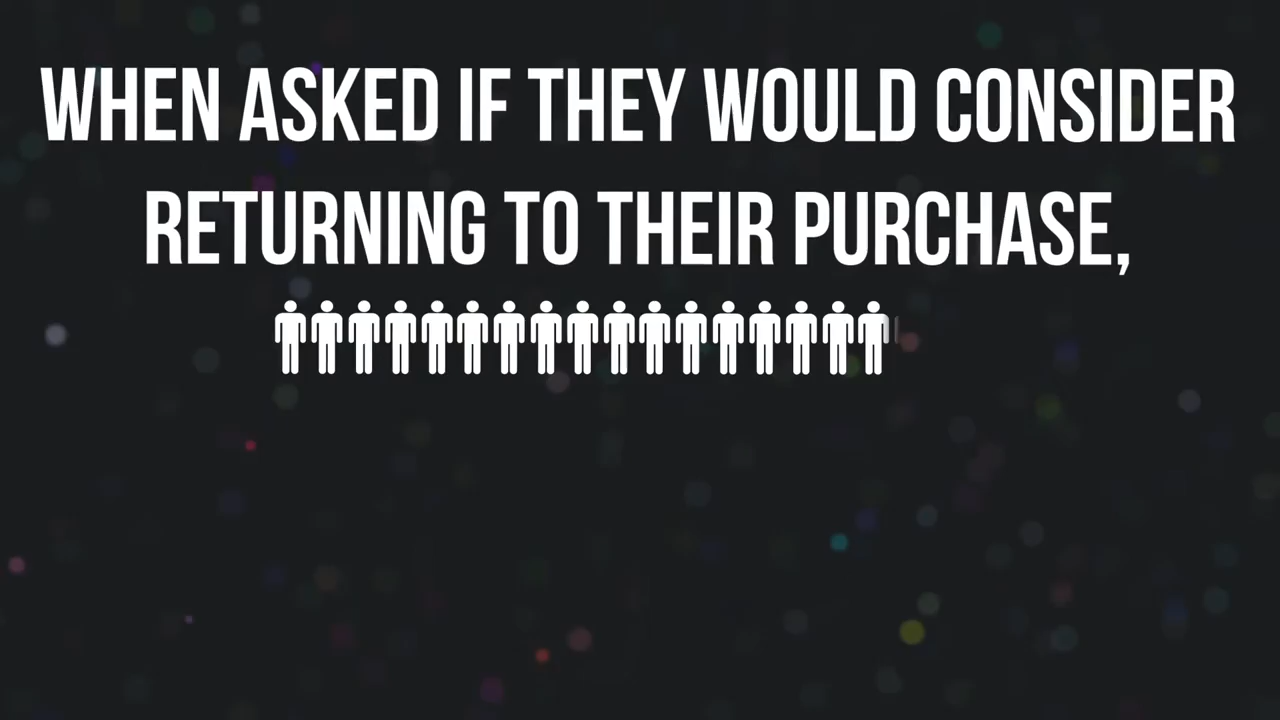 WHEN ASKED IF THEY WOULD CONSIDER
RETURNING TO THEIR PURCHASE,